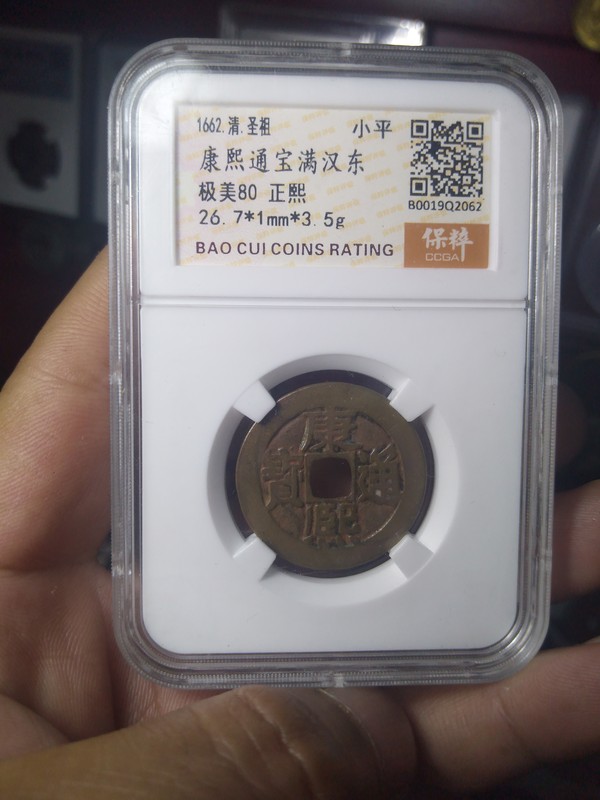 1662.清.圣祖 小平
康熙通宝满汉东
极美80 正熙
26.7*1mm*3.5g
BAO CUI COINS RATING
B0019Q2062
保粹
CCGA
康熙通寳